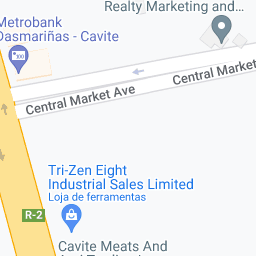 Realty Marketing and...
Metrobank
Dasmariñas - Cavite
Central Market
Central Market Ave
Tri-Zen Eight
Industrial Sales Limited
Loja de ferramentas
R-2
Cavite Meats And